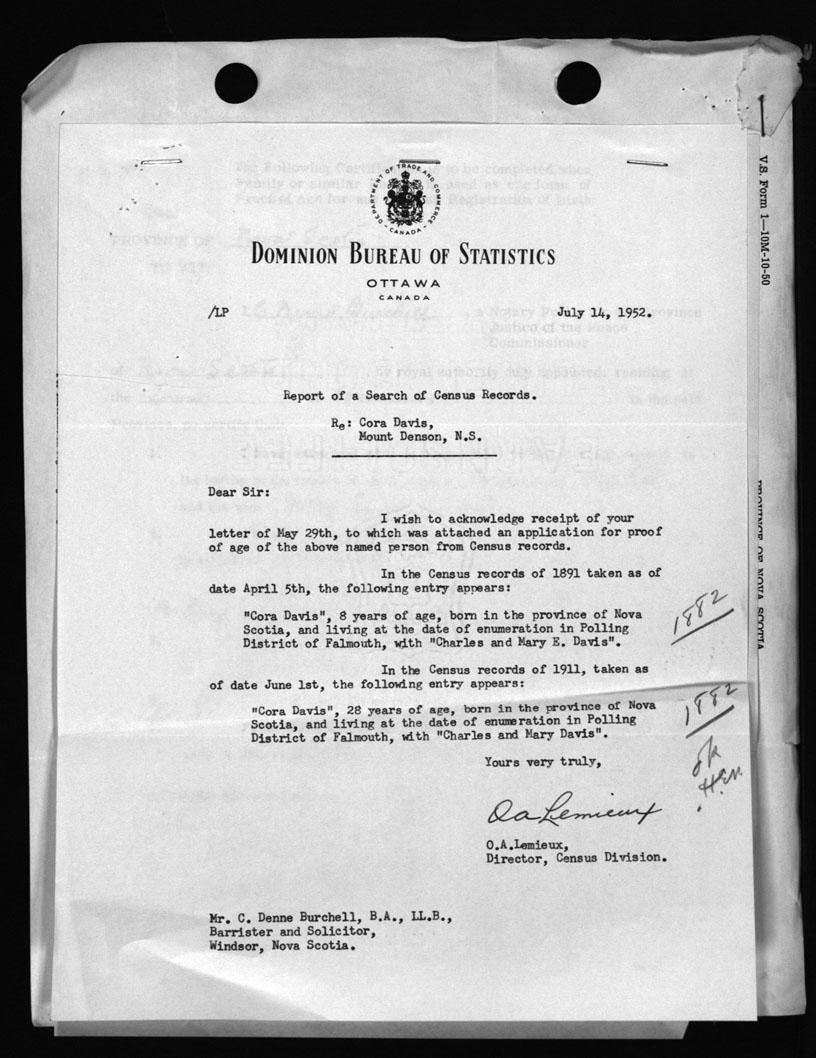 DEPARTMENT OF TRADE AND COMMERCE
CANADA
DOMINION BUREAU OF STATISTICS
OTTAWA
CANADA
/LP
July 14, 1952.
Report of a Search of Census Records.
Re: Cora Davis,
Mount Denson, N.S.
Dear Sir:
I wish to acknowledge receipt of your
letter of May 29th, to which was attached an application for proof
of age of the above named person from Census records.
In the Census records of 1891 taken as of
date April 5th, the following entry appears:
"Cora Davis", 8 years of age, born in the province of Nova
Scotia, and living at the date of enumeration in Polling
District of Falmouth, with "Charles and Mary E. Davis".
1882
In the Census records of 1911, taken as
of date June 1st, the following entry appears:
"Cora Davis", 28 years of age, born in the province of Nova
Scotia, and living at the date of enumeration in Polling
District of Falmouth, with "Charles and Mary Davis".
1882
ok
Yours very truly,
O A Lemieux
O.A.Lemieux,
Director, Census Division.
Mr. C. Denne Burchell, B.A., LL.B.,
Barrister and Solicitor,
Windsor, Nova Scotia.
V.S. Form 1—10M-10-50
PROVINCE OF NOVA SCOTIA